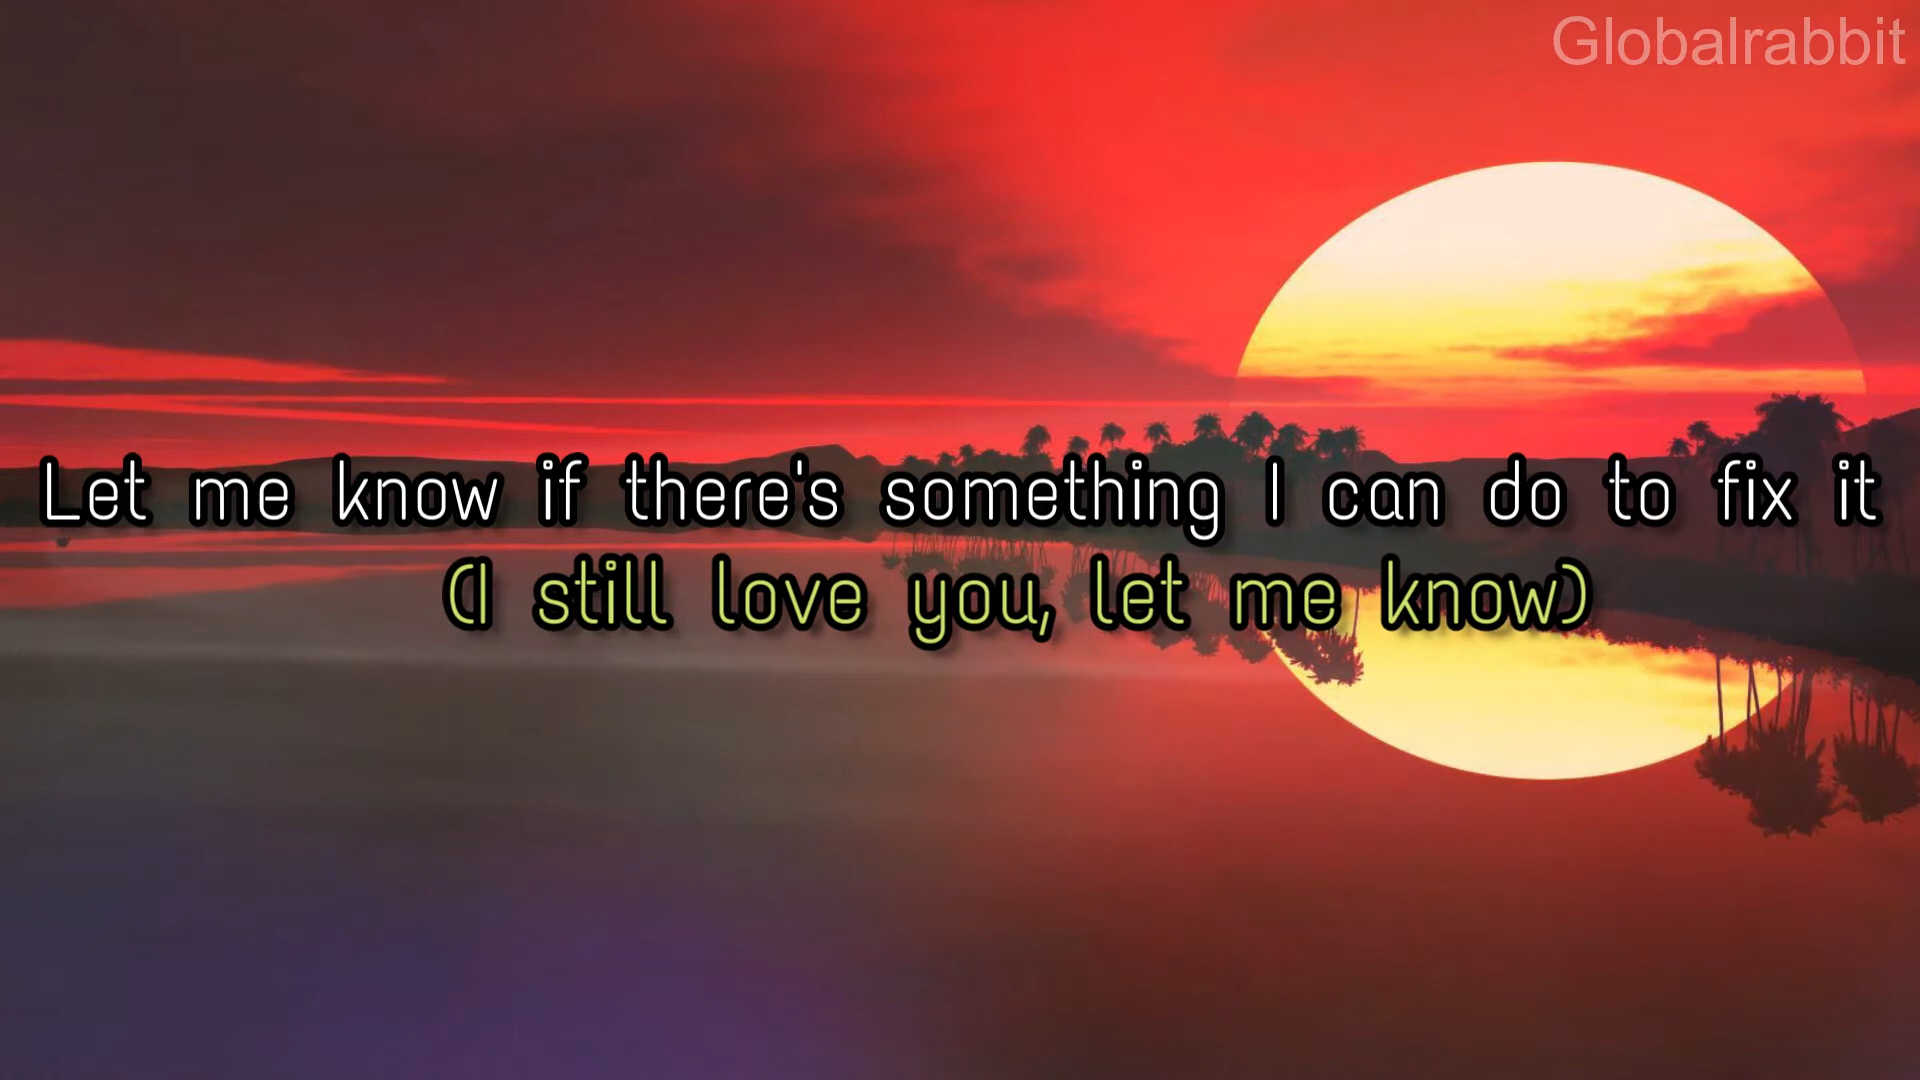 Globalrabbit
Let me know if there's something I can do to fix it
(I still love you, let me know)